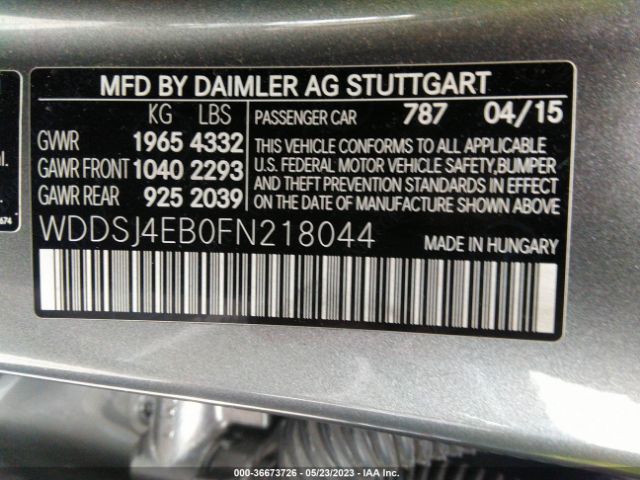 MFD BY DAIMLER AG STUTTGART
KG LBS PASSENGER CAR 787 04/15
GVWR 1965 4332
GAWR FRONT 1040 2293
GAWR REAR 925 2039
THIS VEHICLE CONFORMS TO ALL APPLICABLE
U.S. FEDERAL MOTOR VEHICLE SAFETY,BUMPER
AND THEFT PREVENTION STANDARDS IN EFFECT
ON THE DATE OF MANUFACTURE SHOWN ABOVE.
WDDSJ4EB0FN218044 MADE IN HUNGARY
al.
674
000-36673726 - 05/23/2023 - IAA Inc.